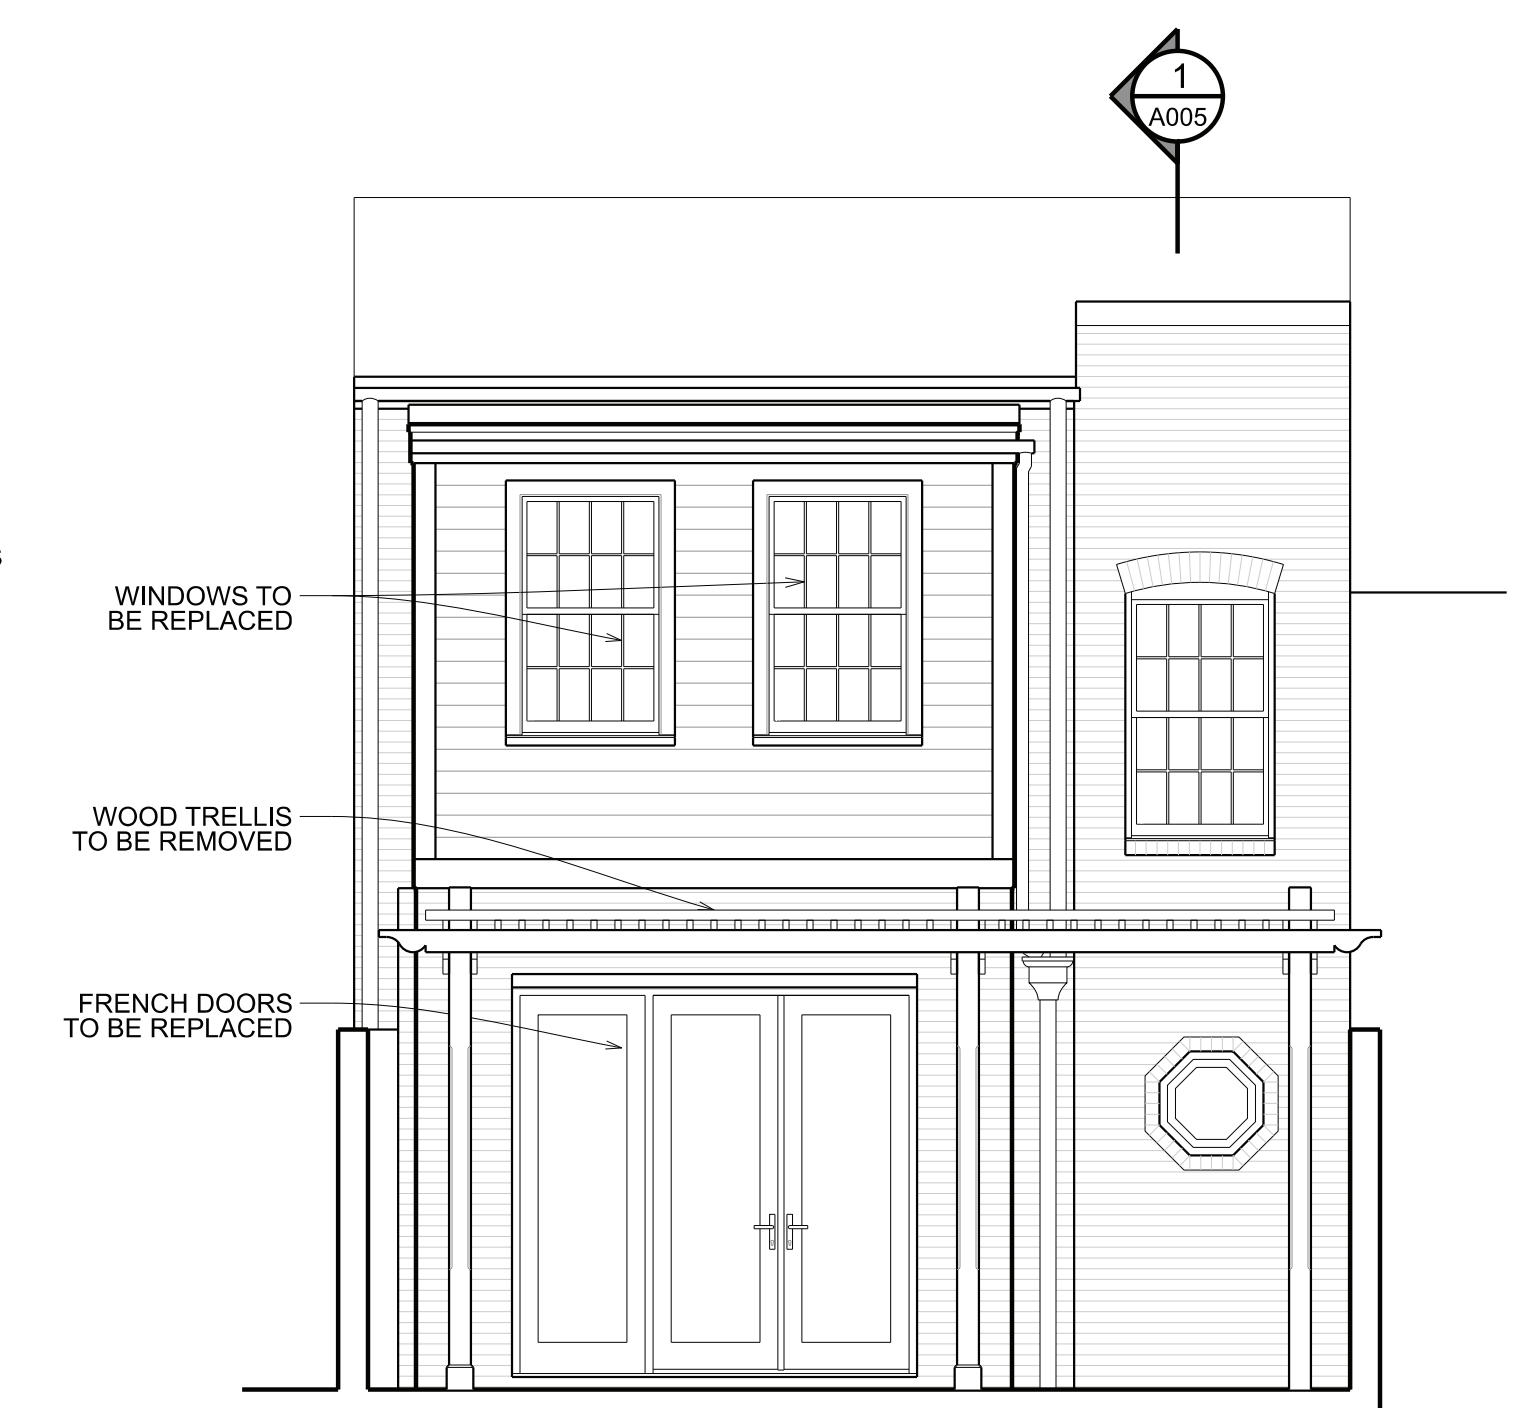 1
A005
WINDOWS TO
BE REPLACED
WOOD TRELLIS
TO BE REMOVED
FRENCH DOORS
TO BE REPLACED